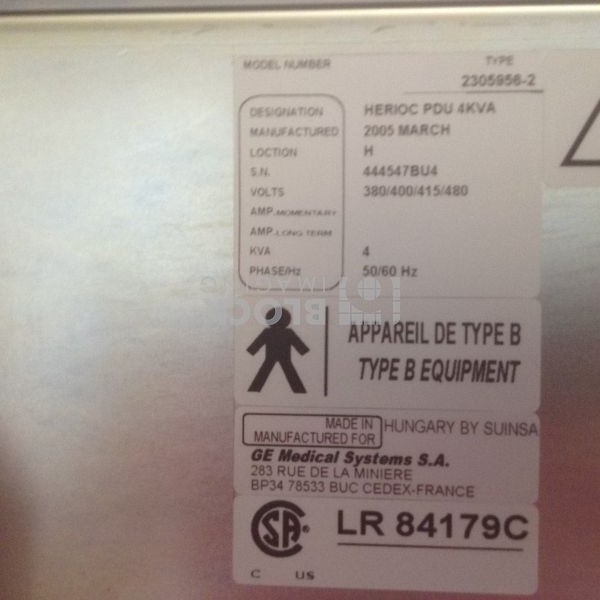 MODEL NUMBER TYPE
2305956-2
DESIGNATION HERIOC PDU 4KVA
MANUFACTURED 2005 MARCH
LOCTION H
S.N. 444547BU4
VOLTS 380/400/415/480
AMP.MOMENTARY
AMP.LONG TERM
KVA 4
PHASE/Hz 50/60 Hz
IMAGING
BLOCK
APPAREIL DE TYPE B
TYPE B EQUIPMENT
MADE IN HUNGARY BY SUINSA
MANUFACTURED FOR
GE Medical Systems S.A.
283 RUE DE LA MINIERE
BP34 78533 BUC CEDEX-FRANCE
SA® LR 84179C
C US